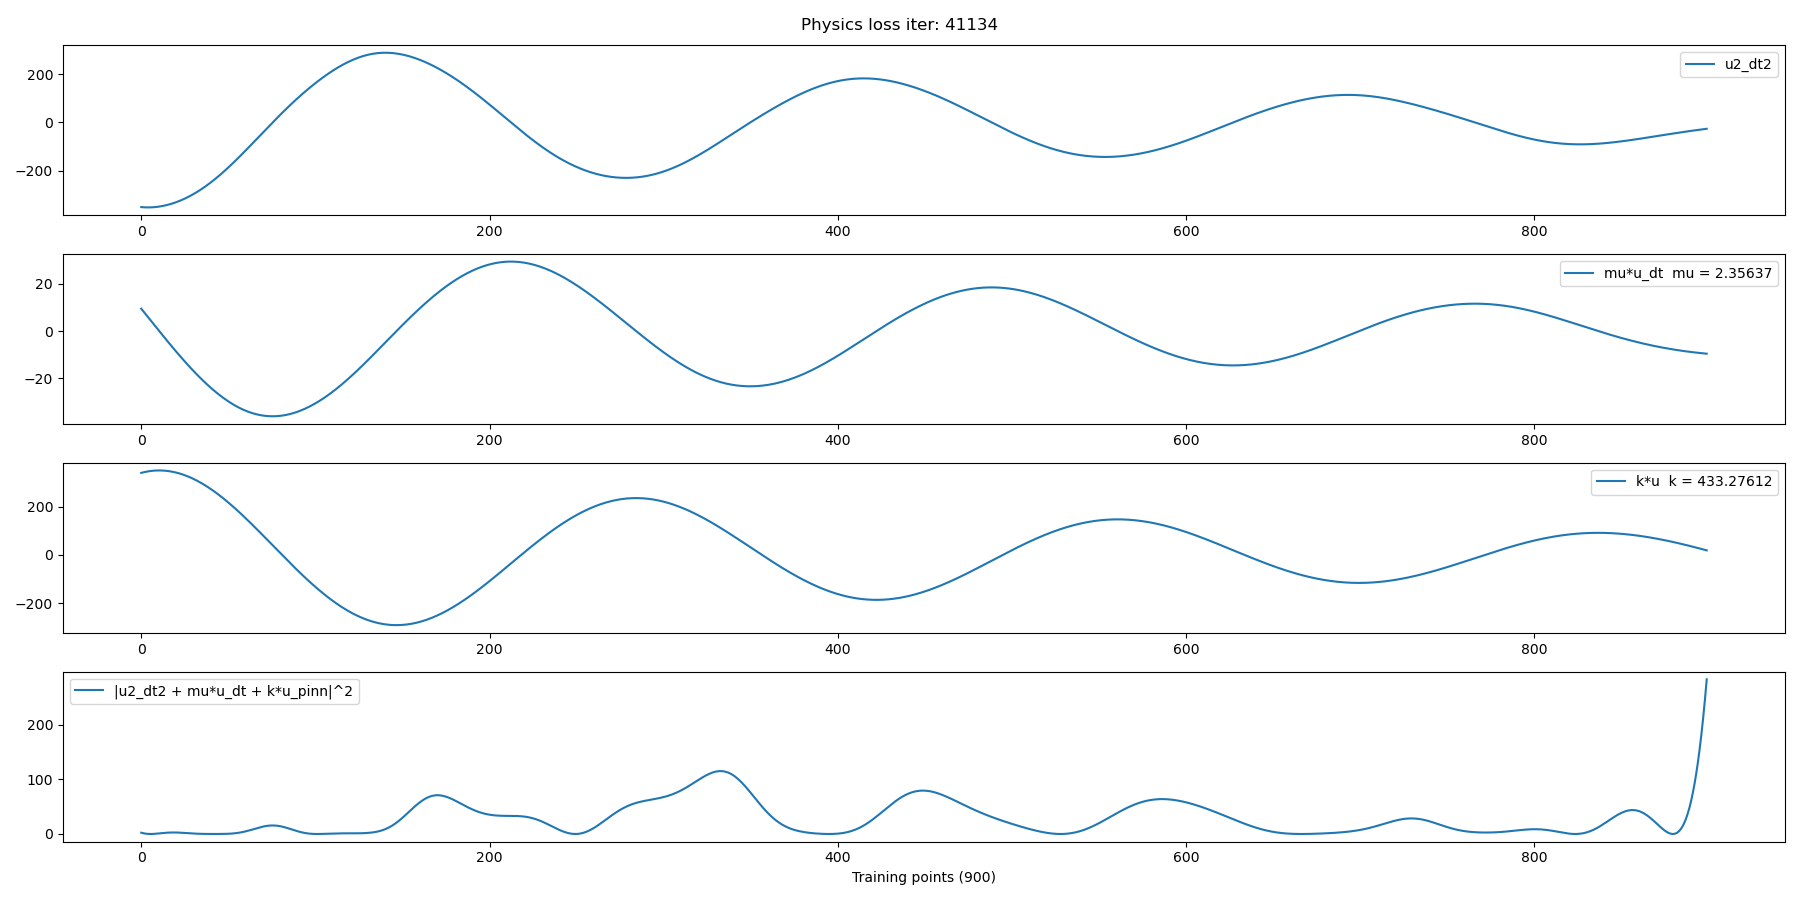 Physics loss iter: 41134
200
0
−200
u2_dt2
0 200 400 600 800
20
0
−20
mu*u_dt  mu = 2.35637
0 200 400 600 800
200
0
−200
k*u  k = 433.27612
0 200 400 600 800
200
100
0
|u2_dt2 + mu*u_dt + k*u_pinn|^2
0 200 400 600 800
Training points (900)